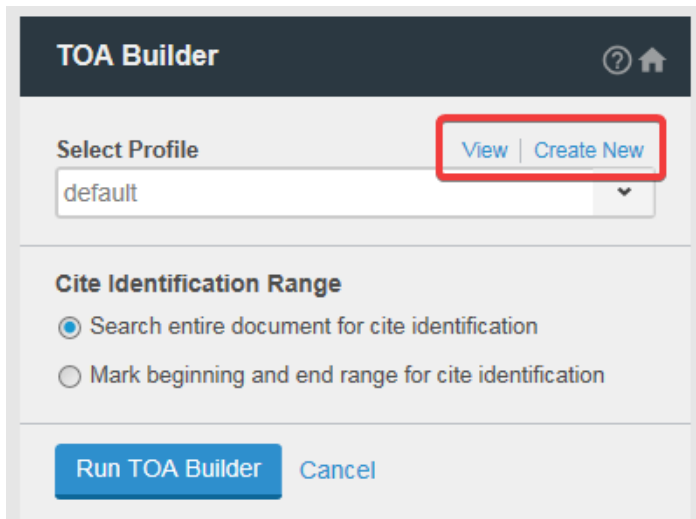 TOA Builder
Select Profile View | Create New
default
Cite Identification Range
Search entire document for cite identification
Mark beginning and end range for cite identification
Run TOA Builder Cancel